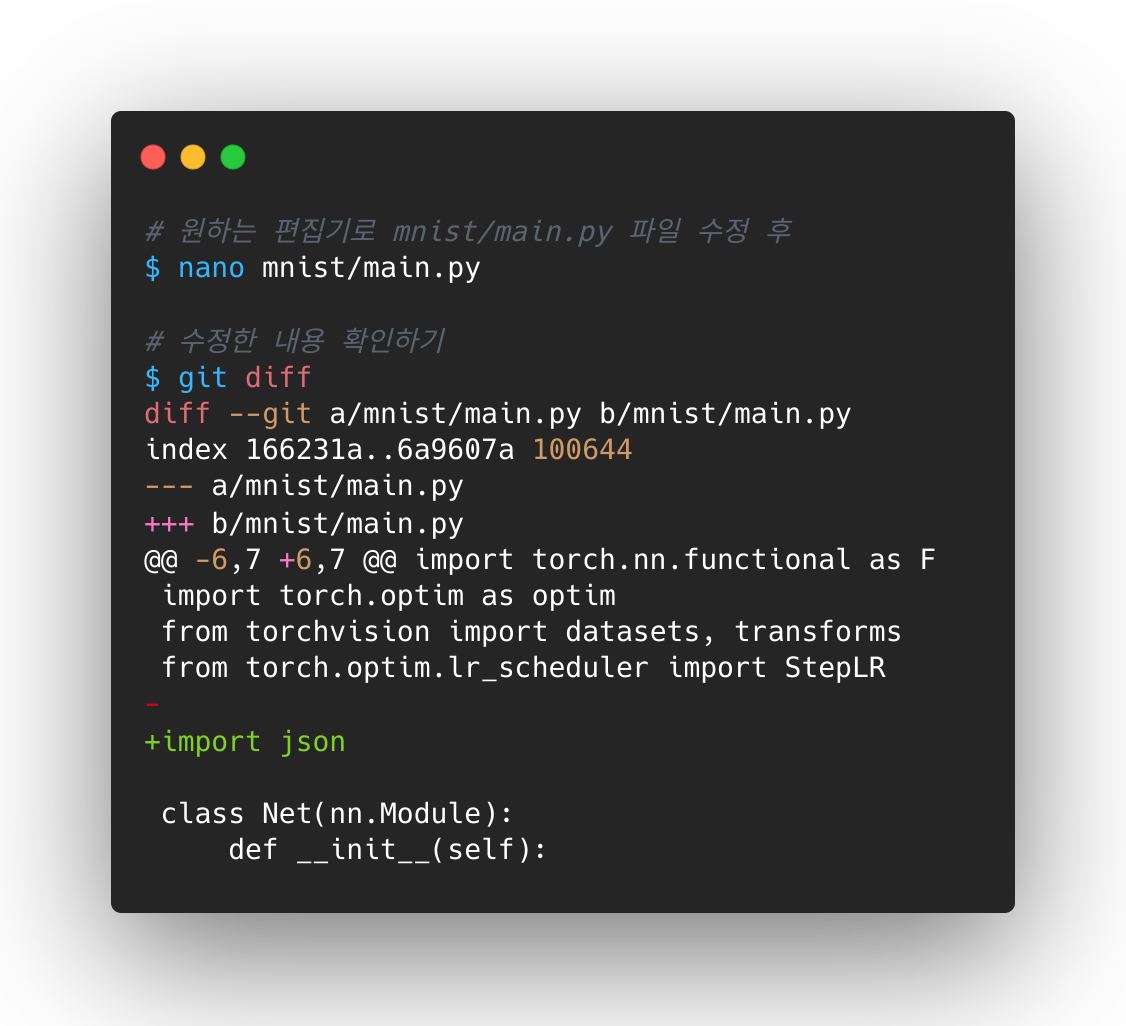 # 원하는 편집기로 mnist/main.py 파일 수정 후
$ nano mnist/main.py
# 수정한 내용 확인하기
$ git diff
diff --git a/mnist/main.py b/mnist/main.py
index 166231a..6a9607a 100644
--- a/mnist/main.py
+++ b/mnist/main.py
@@ -6,7 +6,7 @@ import torch.nn.functional as F
 import torch.optim as optim
 from torchvision import datasets, transforms
 from torch.optim.lr_scheduler import StepLR
-
+import json
 class Net(nn.Module):
     def __init__(self):